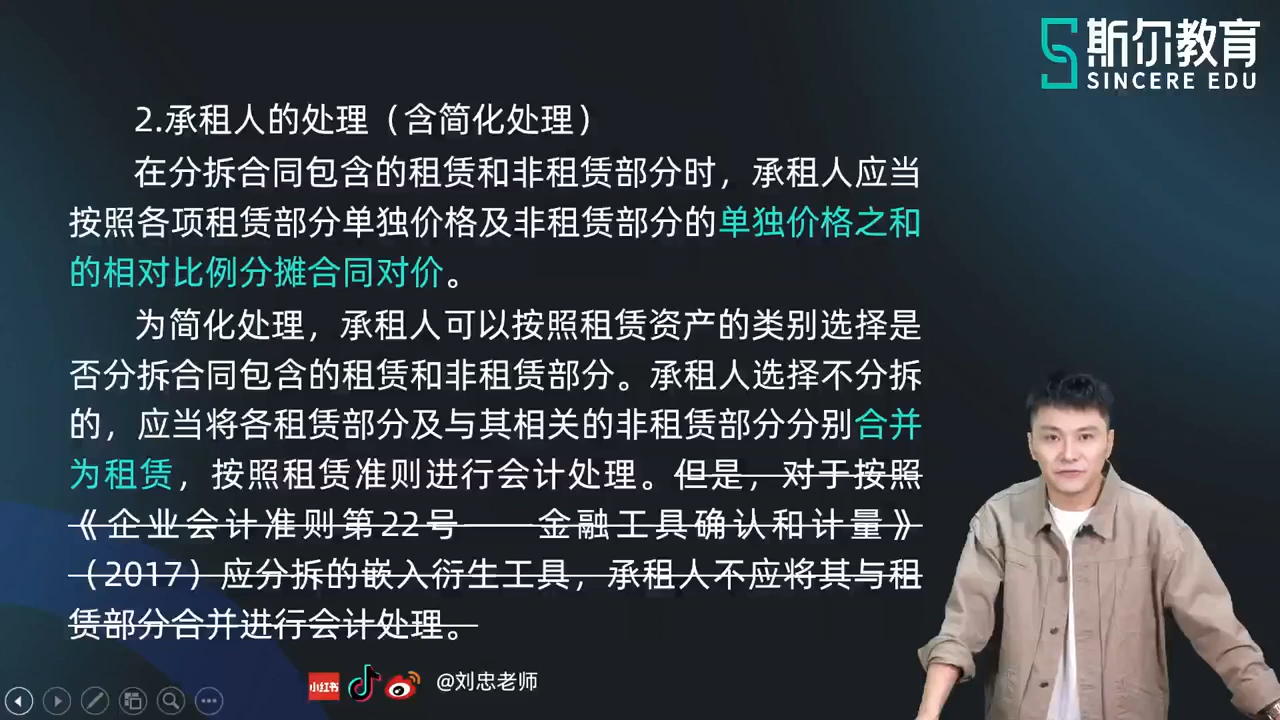 斯尔教育
SINCERE EDU
2.承租人的处理（含简化处理）
在分拆合同包含的租赁和非租赁部分时，承租人应当
按照各项租赁部分单独价格及非租赁部分的单独价格之和
的相对比例分摊合同对价。
为简化处理，承租人可以按照租赁资产的类别选择是
否分拆合同包含的租赁和非租赁部分。承租人选择不分拆
的，应当将各租赁部分及与其相关的非租赁部分分别合并
为租赁，按照租赁准则进行会计处理。但是，对于按照
《企业会计准则第22号——金融工具确认和计量》
（2017）应分拆的嵌入衍生工具，承租人不应将其与租
赁部分合并进行会计处理。
小红书 @刘忠老师